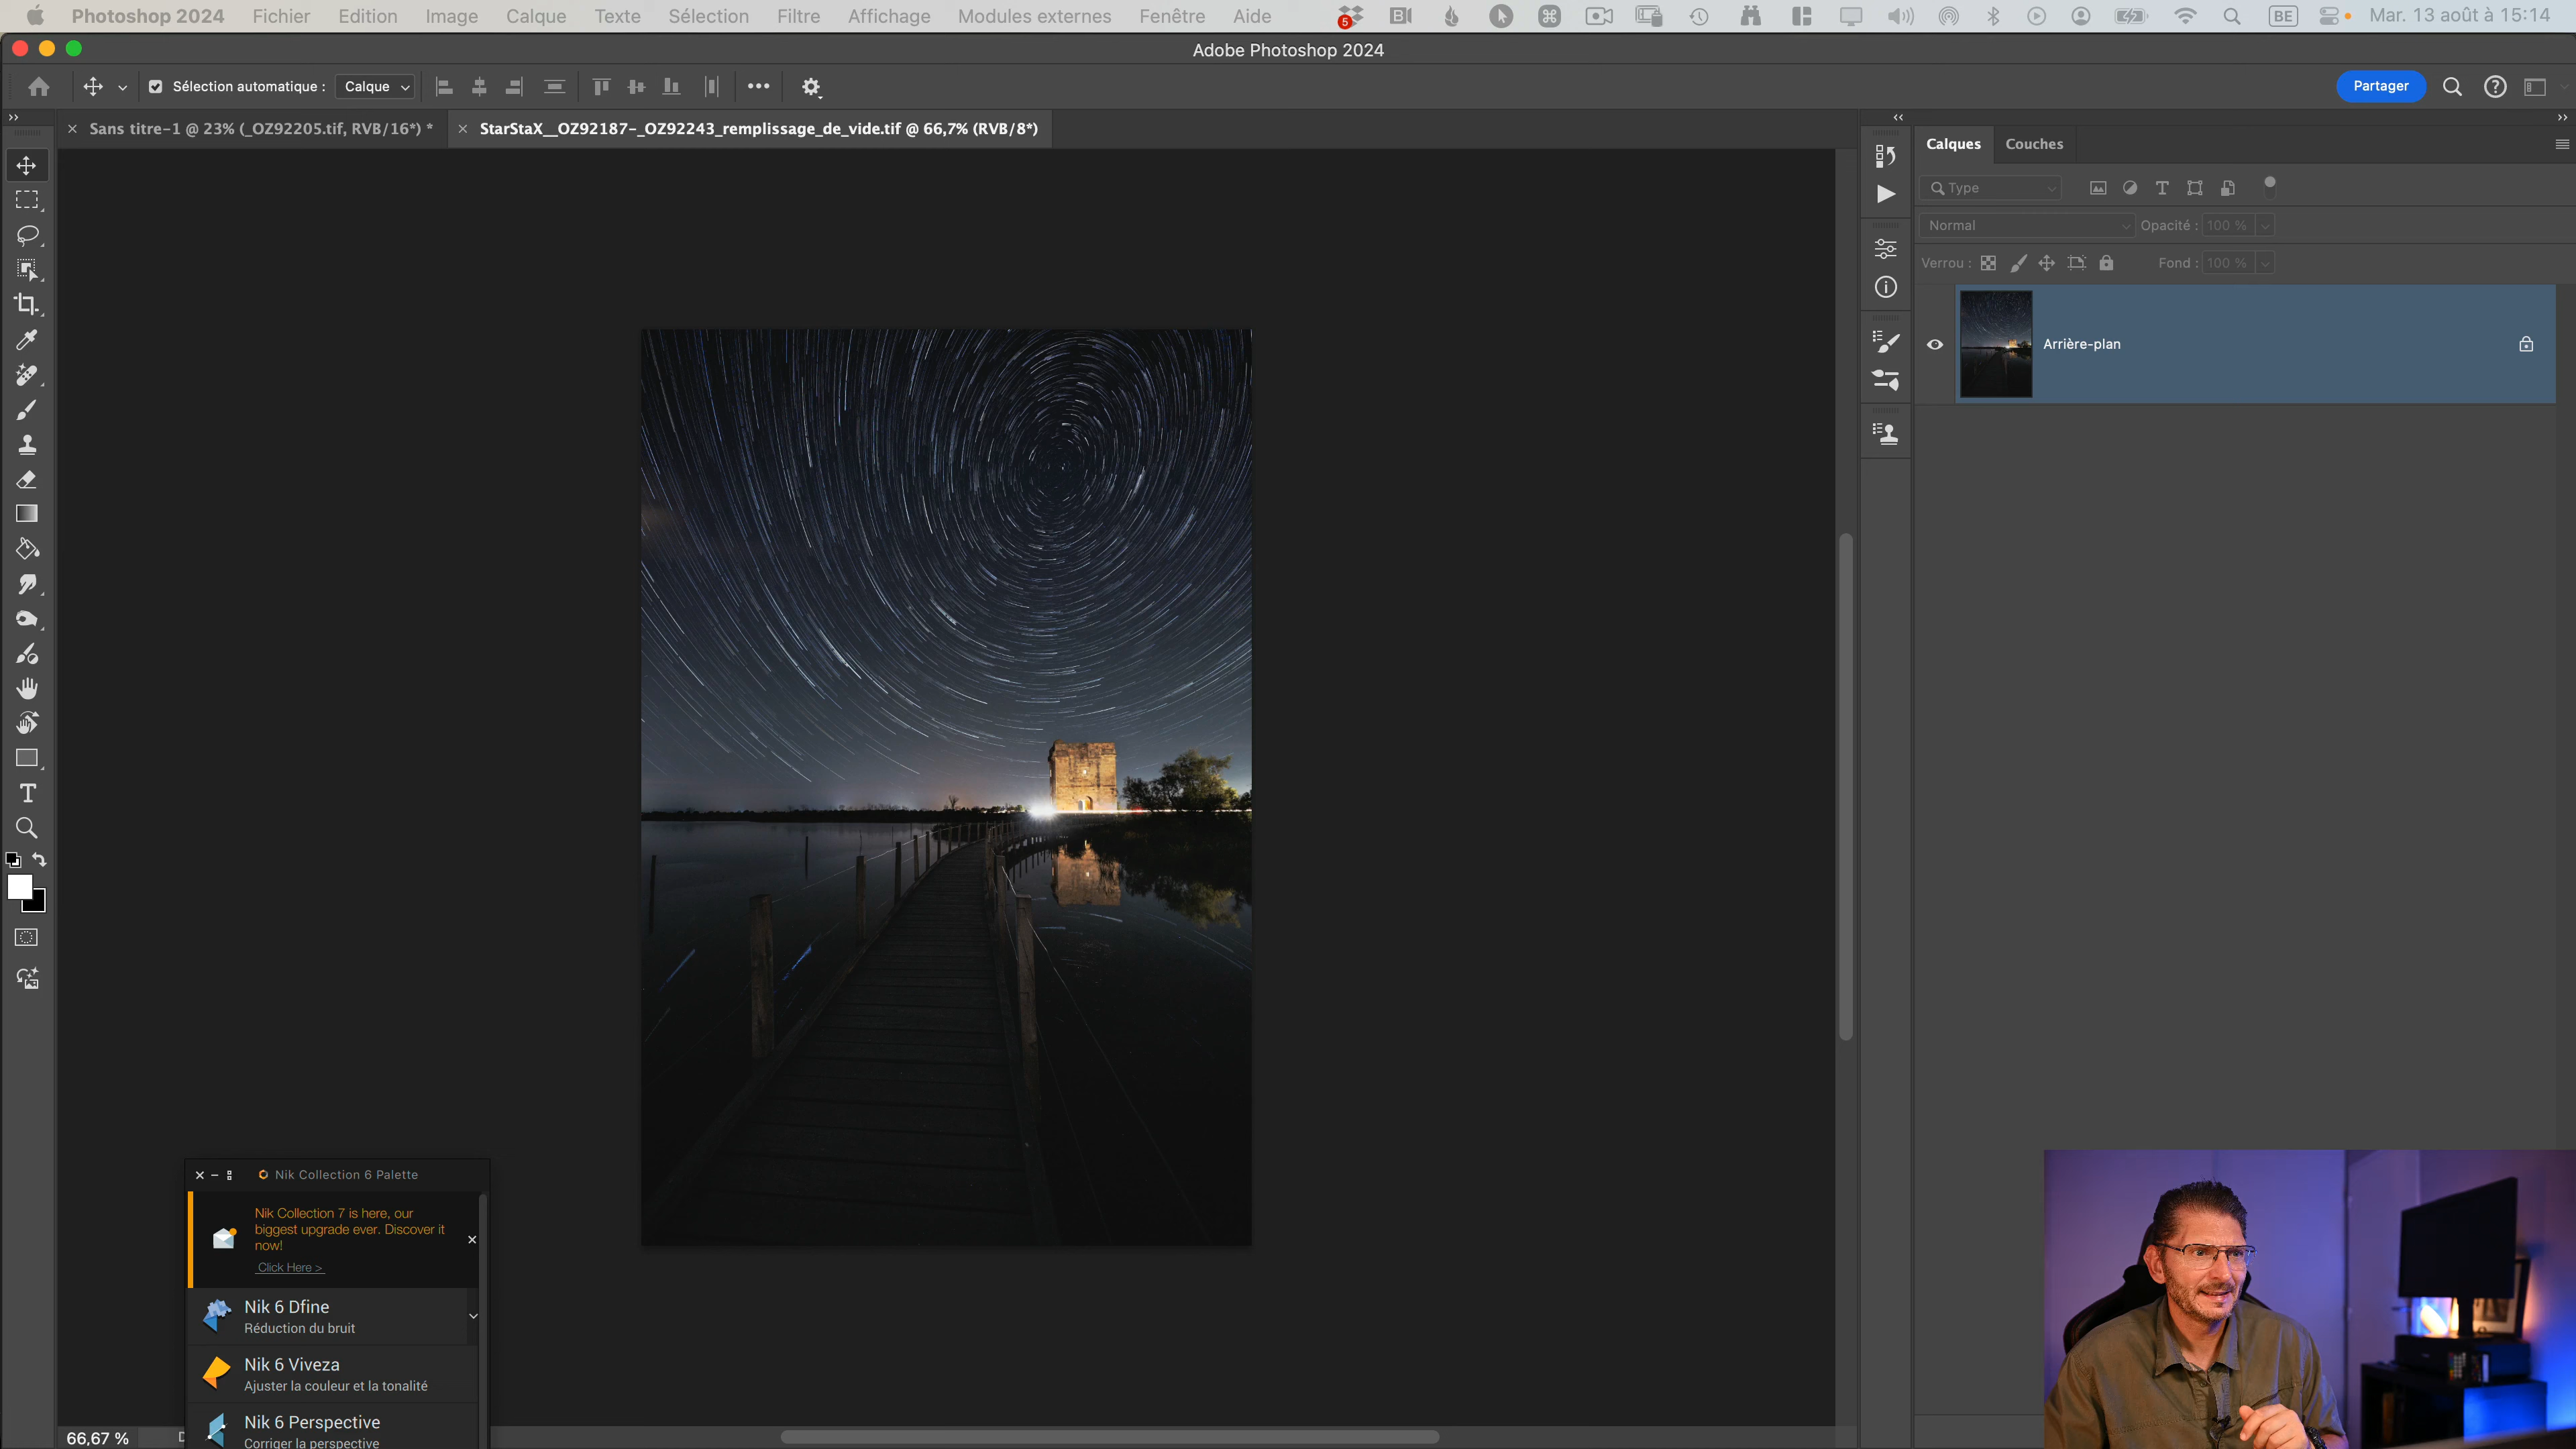 Photoshop 2024 Fichier Edition Image Calque Texte Sélection Filtre Affichage Modules externes Fenêtre Aide 5 BE Mar. 13 août à 15:14
Adobe Photoshop 2024
Sélection automatique : Calque Partager
Sans titre-1 @ 23% (_OZ92205.tif, RVB/16*) *
StarStaX__OZ92187-_OZ92243_remplissage_de_vide.tif @ 66,7% (RVB/8*)
Calques Couches
Type
Normal Opacité : 100 %
Verrou : Fond : 100 %
Arrière-plan
Nik Collection 6 Palette
Nik Collection 7 is here, our
biggest upgrade ever. Discover it
now!
Click Here >
Nik 6 Dfine
Réduction du bruit
Nik 6 Viveza
Ajuster la couleur et la tonalité
Nik 6 Perspective
Corriger la perspective
66,67 %